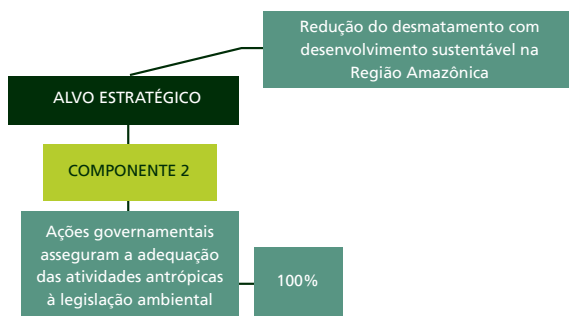 Redução do desmatamento com
desenvolvimento sustentável na
Região Amazônica
ALVO ESTRATÉGICO
COMPONENTE 2
Ações governamentais
asseguram a adequação
das atividades antrópicas
à legislação ambiental
100%